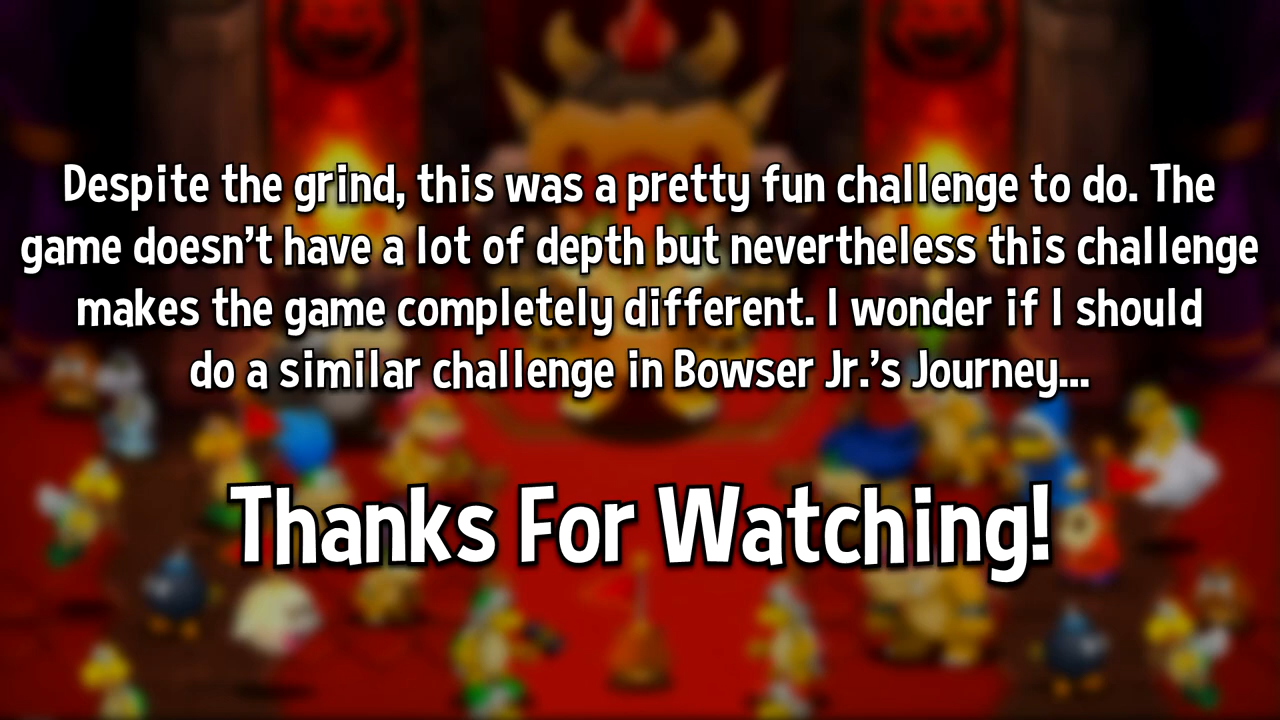 Despite the grind, this was a pretty fun challenge to do. The
game doesn't have a lot of depth but nevertheless this challenge
makes the game completely different. I wonder if I should
do a similar challenge in Bowser Jr.'s Journey...
Thanks For Watching!